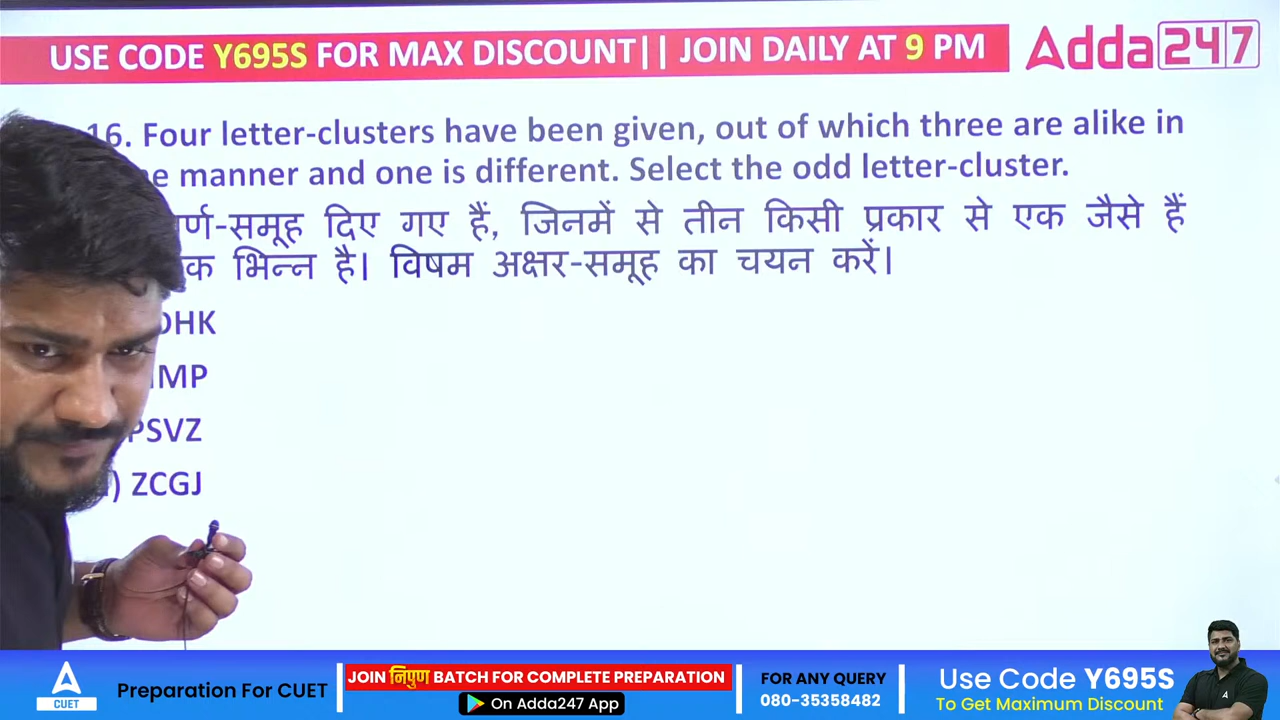 USE CODE Y695S FOR MAX DISCOUNT|| JOIN DAILY AT 9 PM
Adda247
16. Four letter-clusters have been given, out of which three are alike in
manner and one is different. Select the odd letter-cluster.
दिए गए हैं, जिनमें से तीन किसी प्रकार से एक जैसे हैं
भिन्न है। विषम अक्षर-समूह का चयन करें।
PSVZ
ZCGJ
CUET
Preparation For CUET
JOIN निपुण BATCH FOR COMPLETE PREPARATION
On Adda247 App
FOR ANY QUERY
080-35358482
Use Code Y695S
To Get Maximum Discount